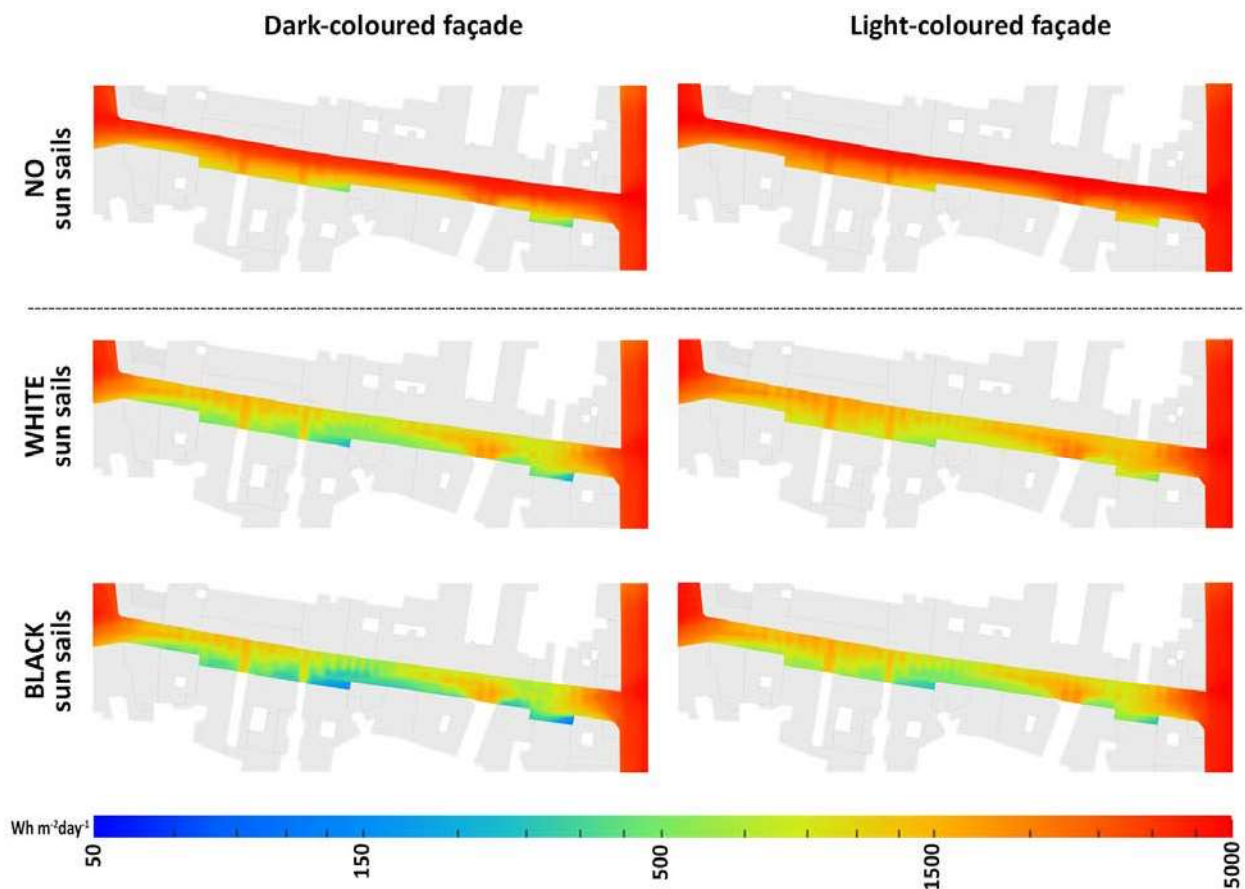 Dark-coloured façade
Light-coloured façade
NO
sun sails
WHITE
sun sails
BLACK
sun sails
Wh m⁻²day⁻¹
50
150
500
1500
5000